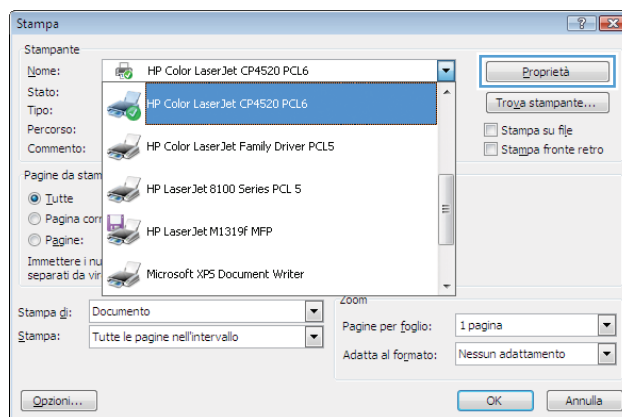 Stampa
Stampante
Nome:
HP Color LaserJet CP4520 PCL6
Proprietà
Stato:
HP Color LaserJet CP4520 PCL6
Trova stampante...
Tipo:
Percorso:
Stampa su file
Commento:
HP Color LaserJet Family Driver PCL5
Stampa fronte retro
Pagine da stam
Tutte
HP LaserJet 8100 Series PCL 5
Pagina corr
Pagine:
HP LaserJet M1319f MFP
Immettere i nu
separati da vir
Microsoft XPS Document Writer
Zoom
Stampa di:
Documento
Pagine per foglio:
1 pagina
Stampa:
Tutte le pagine nell'intervallo
Adatta al formato:
Nessun adattamento
Opzioni...
OK
Annulla